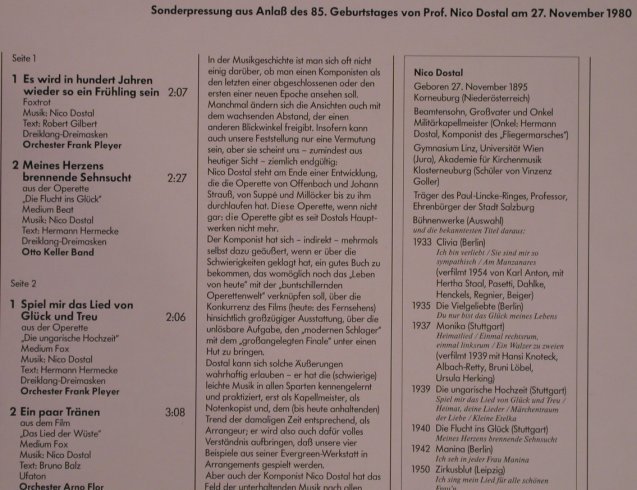 Sonderpressung aus Anlaß des 85. Geburtstages von Prof. Nico Dostal am 27. November 1980
Seite 1
1 Es wird in hundert Jahren
wieder so ein Frühling sein 2:07
Foxtrot
Musik: Nico Dostal
Text: Robert Gilbert
Dreiklang-Dreimasken
Orchester Frank Pleyer
2 Meines Herzens
brennende Sehnsucht 2:27
aus der Operette
„Die Flucht ins Glück"
Medium Beat
Musik: Nico Dostal
Text: Hermann Hermecke
Dreiklang-Dreimasken
Otto Keller Band
Seite 2
1 Spiel mir das Lied von
Glück und Treu 2:06
aus der Operette
„Die ungarische Hochzeit"
Medium Fox
Musik: Nico Dostal
Text: Hermann Hermecke
Dreiklang-Dreimasken
Orchester Frank Pleyer
2 Ein paar Tränen 3:08
aus dem Film
„Das Lied der Wüste"
Medium Fox
Musik: Nico Dostal
Text: Bruno Balz
Ufaton
Orchester Arno Flor
In der Musikgeschichte ist man sich oft nicht
einig darüber, ob man einen Komponisten als
den letzten einer abgeschlossenen oder den
ersten einer neuen Epoche ansehen soll.
Manchmal ändern sich die Ansichten auch mit
dem wachsenden Abstand, der einen
anderen Blickwinkel freigibt. Insofern kann
auch unsere Feststellung nur eine Vermutung
sein, aber sie scheint uns – zumindest aus
heutiger Sicht – ziemlich endgültig:
Nico Dostal steht am Ende einer Entwicklung,
die die Operette von Offenbach und Johann
Strauß, von Suppé und Millöcker bis zu ihm
durchlaufen hat. Diese Operette, wenn nicht
gar: die Operette gibt es seit Dostals Haupt-
werken nicht mehr.
Der Komponist hat sich – indirekt – mehrmals
selbst dazu geäußert, wenn er über die
Schwierigkeiten geklagt hat, ein gutes Buch zu
bekommen, das womöglich noch das „Leben
von heute" mit der „buntschillernden
Operettenwelt" verknüpfen soll, über die
Konkurrenz des Films (heute: des Fernsehens)
hinsichtlich großzügiger Ausstattung, über die
unlösbare Aufgabe, den „modernen Schlager"
mit dem „großangelegten Finale" unter einen
Hut zu bringen.
Dostal kann sich solche Äußerungen
wahrhaftig erlauben – er hat die (schwierige)
leichte Musik in allen Sparten kennengelernt
und praktiziert, erst als Kapellmeister, als
Notenkopist und, dem (bis heute anhaltenden)
Trend der damaligen Zeit entsprechend, als
Arrangeur; er wird also auch dafür volles
Verständnis aufbringen, daß unsere vier
Beispiele aus seiner Evergreen-Werkstatt in
Arrangements gespielt werden.
Aber auch der Komponist Nico Dostal hat das
Feld der unterhaltenden Musik nach allen
Nico Dostal
Geboren 27. November 1895
Korneuburg (Niederösterreich)
Beamtensohn, Großvater und Onkel
Militärkapellmeister (Onkel: Hermann
Dostal, Komponist des „Fliegermarsches")
Gymnasium Linz, Universität Wien
(Jura), Akademie für Kirchenmusik
Klosterneuburg (Schüler von Vinzenz
Goller)
Träger des Paul-Lincke-Ringes, Professor,
Ehrenbürger der Stadt Salzburg
Bühnenwerke (Auswahl)
und die bekanntesten Titel daraus:
1933 Clivia (Berlin)
Ich bin verliebt / Sie sind mir so
sympathisch / Am Manzanares
(verfilmt 1954 von Karl Anton, mit
Hertha Staal, Pasetti, Dahlke,
Henckels, Regnier, Beiger)
1935 Die Vielgeliebte (Berlin)
Du nur bist das Glück meines Lebens
1937 Monika (Stuttgart)
Heimatlied / Einmal rechtsrum,
einmal linksrum / Ein Walzer zu zweien
(verfilmt 1939 mit Hans Knoteck,
Albach-Retty, Bruni Löbel,
Ursula Herking)
1939 Die ungarische Hochzeit (Stuttgart)
Spiel mir das Lied von Glück und Treu /
Heimat, deine Lieder / Märchentraum
der Liebe / Kleine Etelka
1940 Die Flucht ins Glück (Stuttgart)
Meines Herzens brennende Sehnsucht
1942 Manina (Berlin)
Ich seh in jeder Frau Manina
1950 Zirkusblut (Leipzig)
Ich sing mein Lied für alle schönen
Frau'n